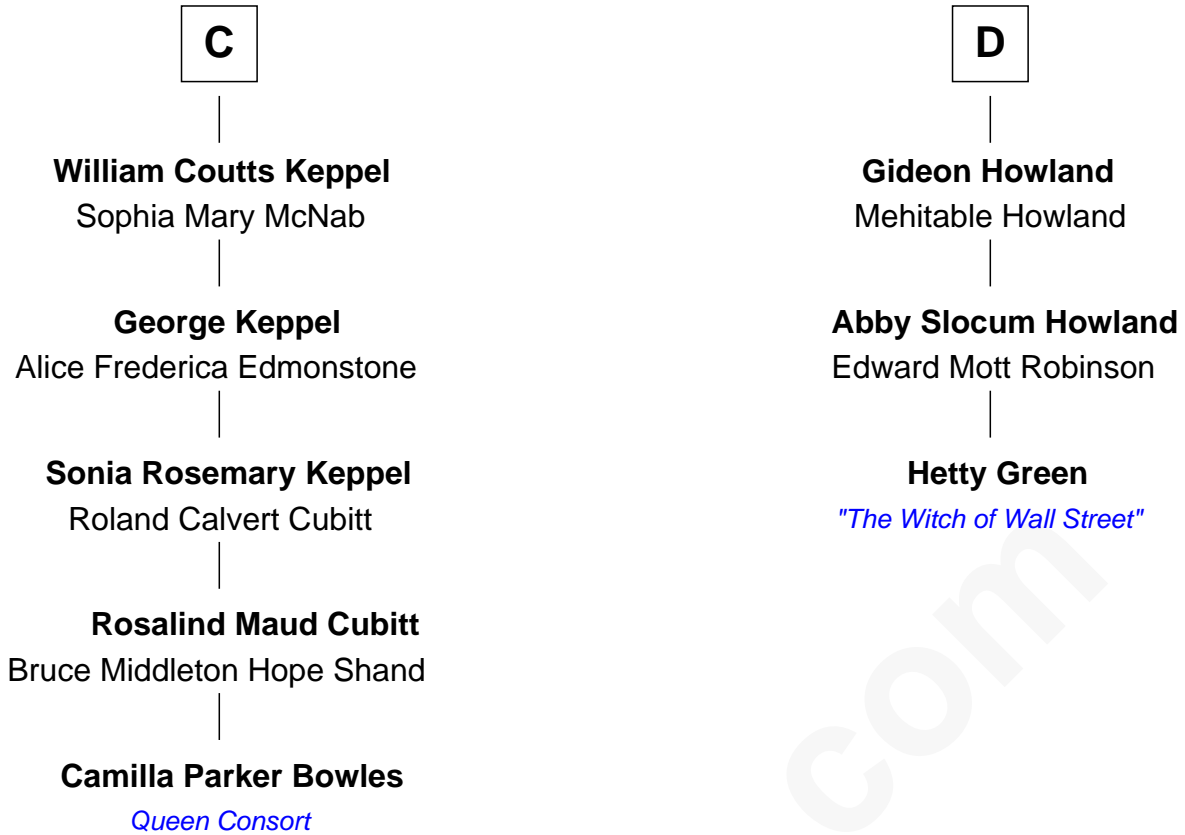 C
William Coutts Keppel
Sophia Mary McNab
George Keppel
Alice Frederica Edmonstone
Sonia Rosemary Keppel
Roland Calvert Cubitt
Rosalind Maud Cubitt
Bruce Middleton Hope Shand
Camilla Parker Bowles
Queen Consort
D
Gideon Howland
Mehitable Howland
Abby Slocum Howland
Edward Mott Robinson
Hetty Green
"The Witch of Wall Street"
com